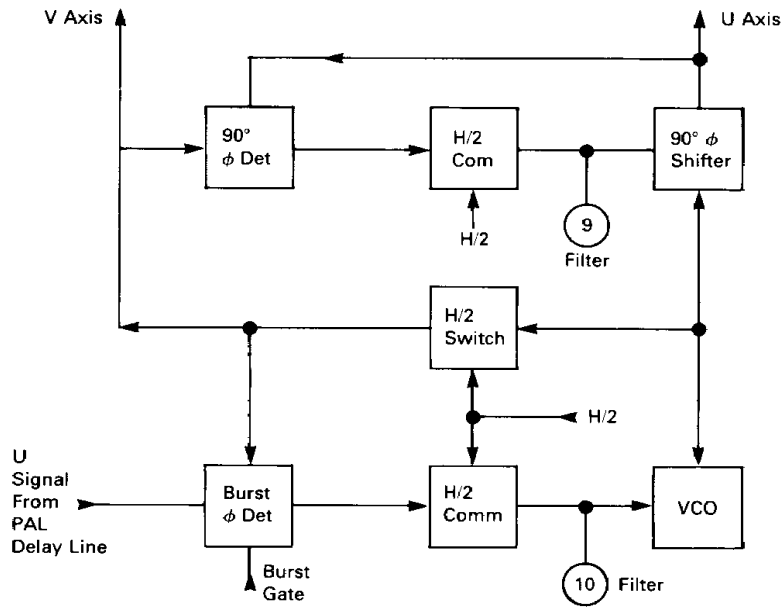 V Axis
U Axis
90°
ϕ Det
H/2
Com
90° ϕ
Shifter
H/2
9
Filter
H/2
Switch
H/2
U
Signal
From
PAL
Delay Line
Burst
ϕ Det
H/2
Comm
VCO
Burst
Gate
10
Filter